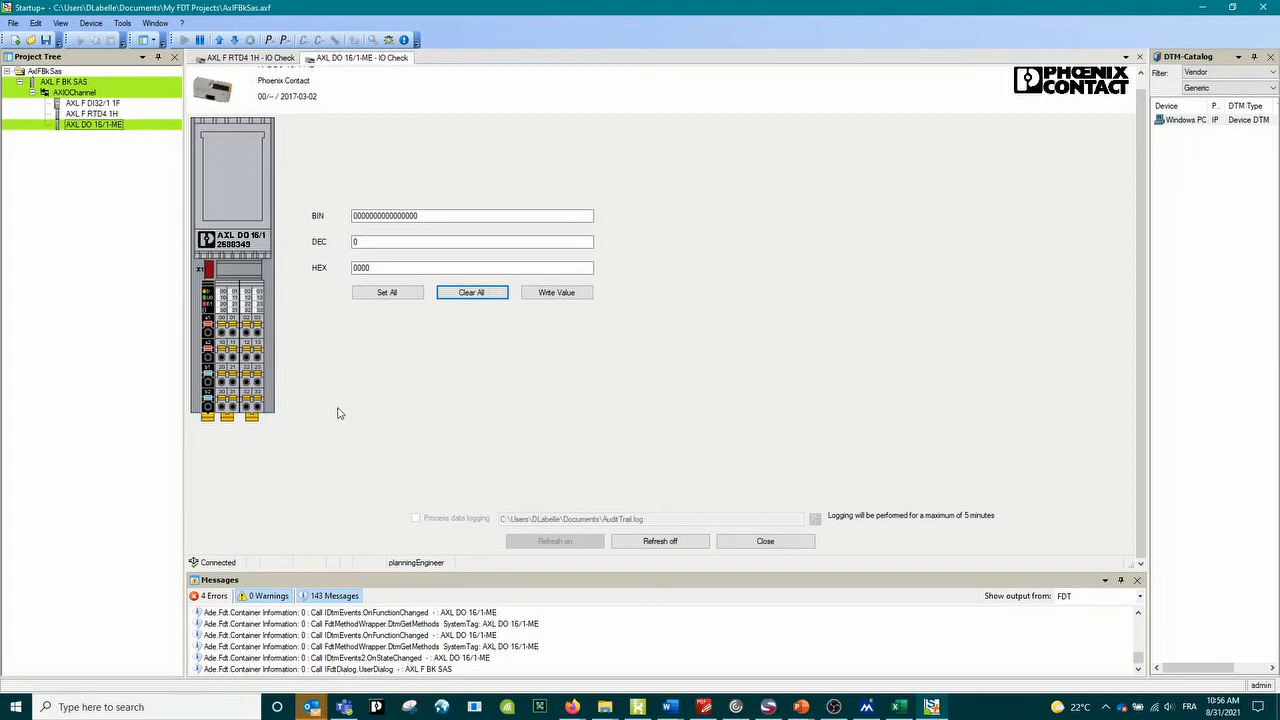 Startup+ - C:\Users\DLabelle\Documents\My FDT Projects\AxlFBkSas.axf
File Edit View Device Tools Window ?
Project Tree
AxlFBkSas
AXL F BK SAS
AXIOChannel
AXL F DI32/1 1F
AXL F RTD4 1H
AXL DO 16/1-ME
AXL F RTD4 1H - IO Check
AXL DO 16/1-ME - IO Check
Phoenix Contact
00/-- / 2017-03-02
PHOENIX
CONTACT
AXL DO 16/1
2688349
X1
BIN 0000000000000000
DEC 0
HEX 0000
Set All Clear All Write Value
Process data logging C:\Users\DLabelle\Documents\AuditTrail.log Logging will be performed for a maximum of 5 minutes
Refresh on Refresh off Close
Connected planningEngineer
Messages
4 Errors 0 Warnings 143 Messages Show output from: FDT
Ade.Fdt.Container Information: 0 : Call IDtmEvents.OnFunctionChanged - : AXL DO 16/1-ME
Ade.Fdt.Container Information: 0 : Call FdtMethodWrapper.DtmGetMethods SystemTag: AXL DO 16/1-ME
Ade.Fdt.Container Information: 0 : Call IDtmEvents.OnFunctionChanged - : AXL DO 16/1-ME
Ade.Fdt.Container Information: 0 : Call FdtMethodWrapper.DtmGetMethods SystemTag: AXL DO 16/1-ME
Ade.Fdt.Container Information: 0 : Call IDtmEvents2.OnStateChanged - : AXL DO 16/1-ME
Ade.Fdt.Container Information: 0 : Call IFdtDialog.UserDialog - : AXL F BK SAS
DTM-Catalog
Filter: Vendor
Generic
Device P.. DTM Type
Windows PC IP Device DTM
admin
Type here to search
22°C
FRA
10:56 AM
8/31/2021